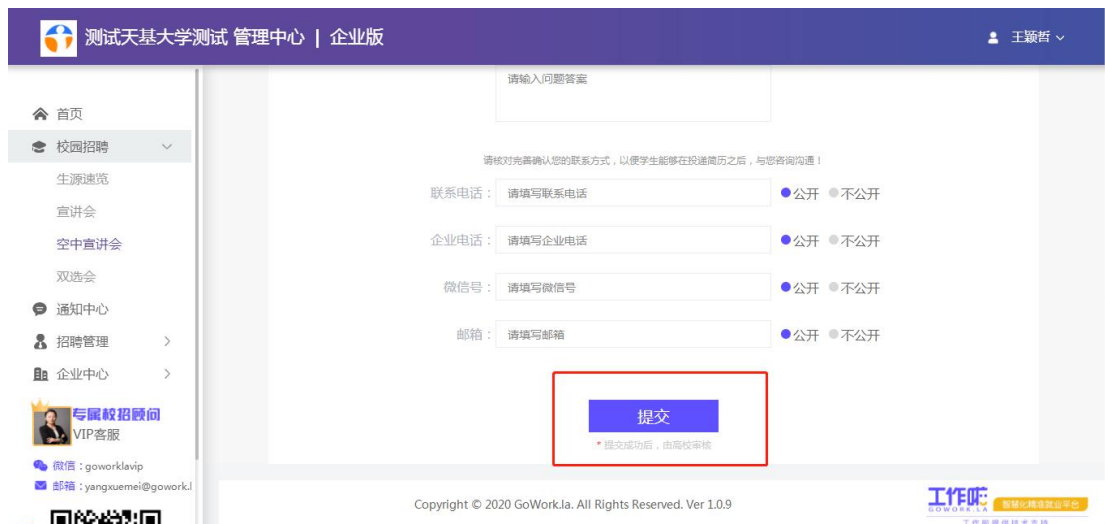 测试天基大学测试 管理中心 | 企业版
王颖哲
首页
校园招聘
生源速览
宣讲会
空中宣讲会
双选会
通知中心
招聘管理
企业中心
专属校招顾问
VIP客服
微信：goworklavip
邮箱：yangxuemei@gowork.l
请输入问题答案
请核对完善确认您的联系方式，以便学生能够在投递简历之后，与您咨询沟通！
联系电话： 请填写联系电话 公开 不公开
企业电话： 请填写企业电话 公开 不公开
微信号： 请填写微信号 公开 不公开
邮箱： 请填写邮箱 公开 不公开
提交
* 提交成功后，由高校审核
Copyright © 2020 GoWork.la. All Rights Reserved. Ver 1.0.9
工作啦 智慧化精准就业平台
GOWORK.LA
工作啦提供技术支持